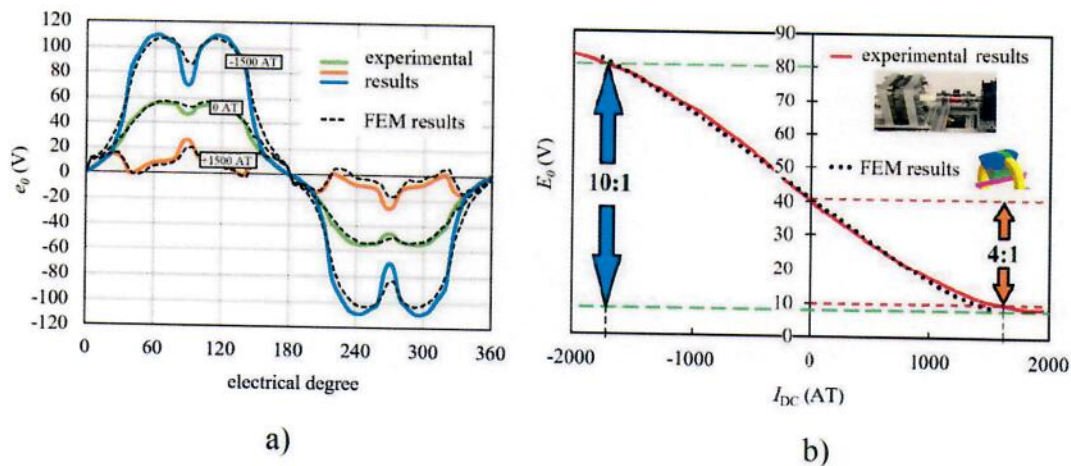 120
100
80
60
40
20
0
-20
-40
-60
-80
-100
-120
e₀ (V)
-1500 AT
0 AT
+1500 AT
experimental
results
FEM results
0 60 120 180 240 300 360
electrical degree
a)
90
80
70
60
50
40
30
20
10
0
E₀ (V)
experimental results
FEM results
10:1
4:1
-2000 -1000 0 1000 2000
I_DC (AT)
b)